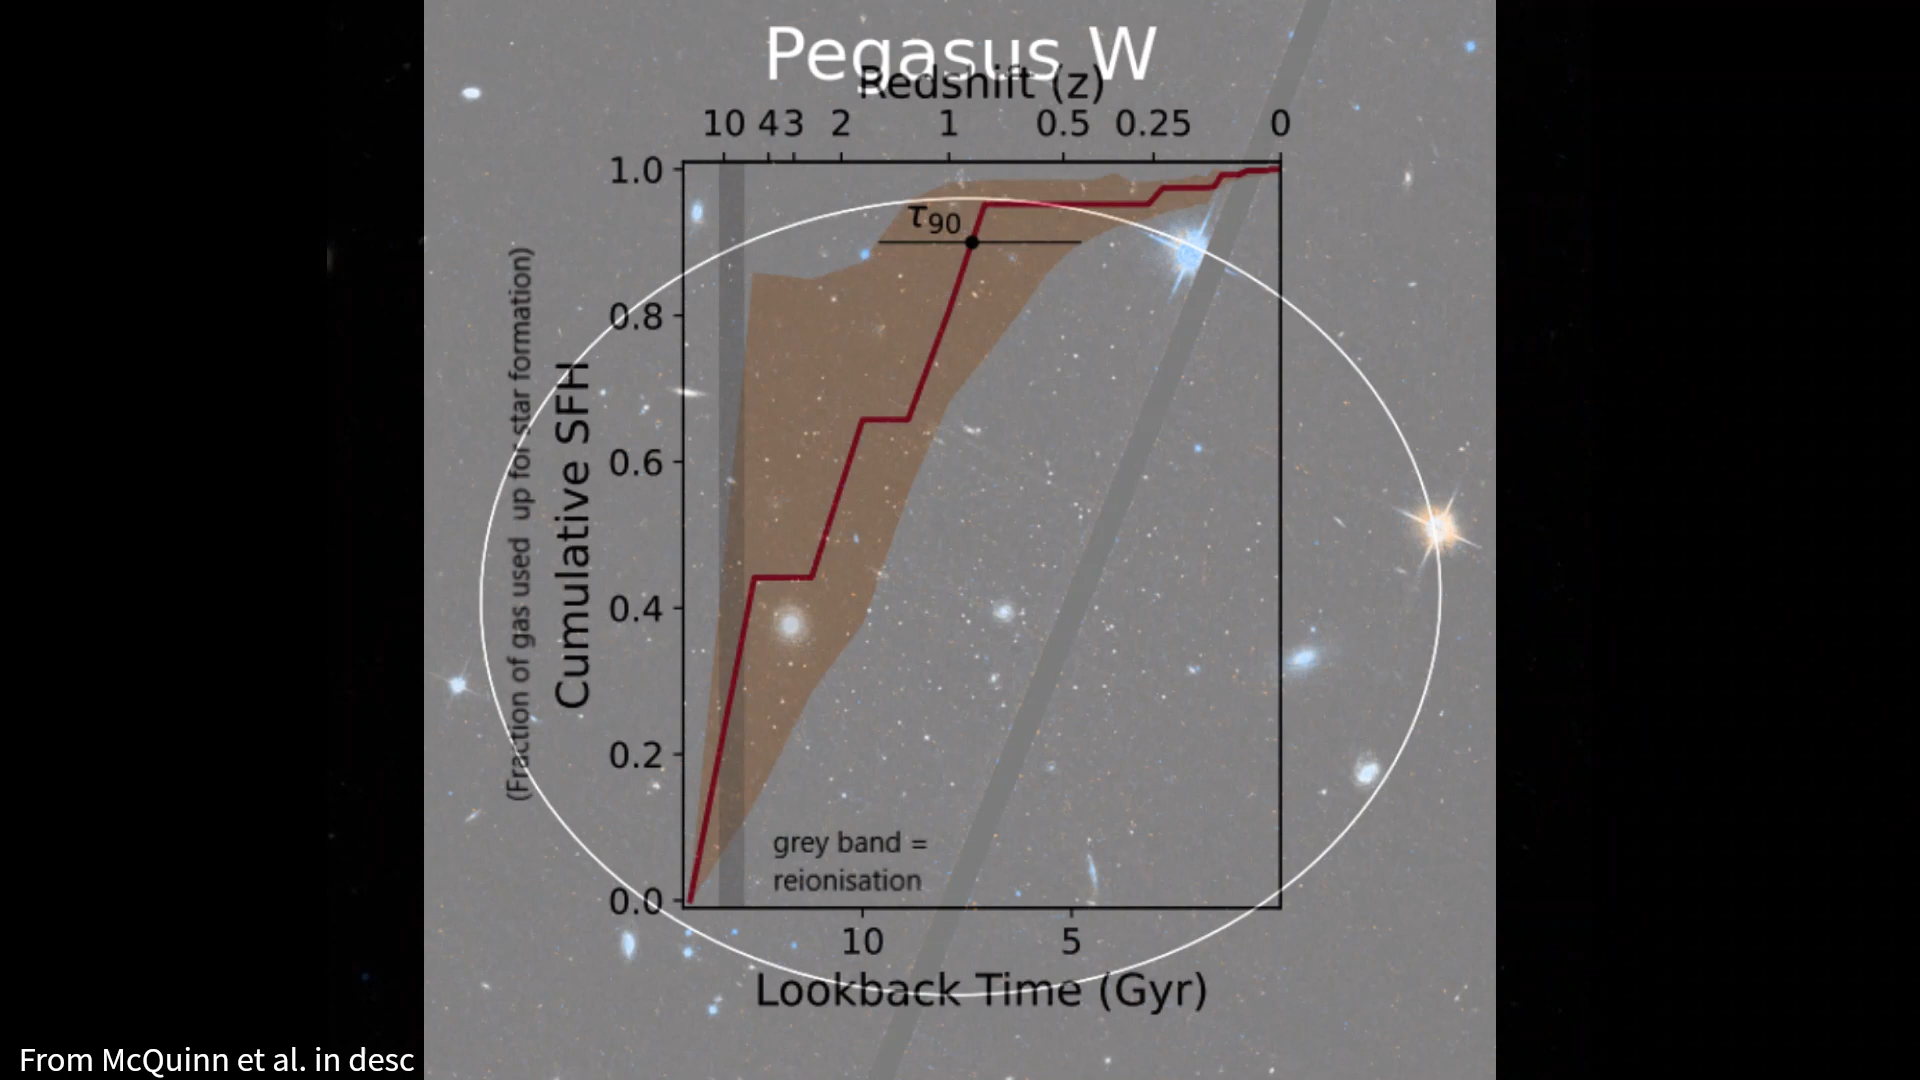 Pegasus W
Redshift (z)
10 4 3 2 1 0.5 0.25 0
1.0
τ90
0.8
0.6
0.4
0.2
0.0
(Fraction of gas used up for star formation)
Cumulative SFH
grey band =
reionisation
10 5
Lookback Time (Gyr)
From McQuinn et al. in desc